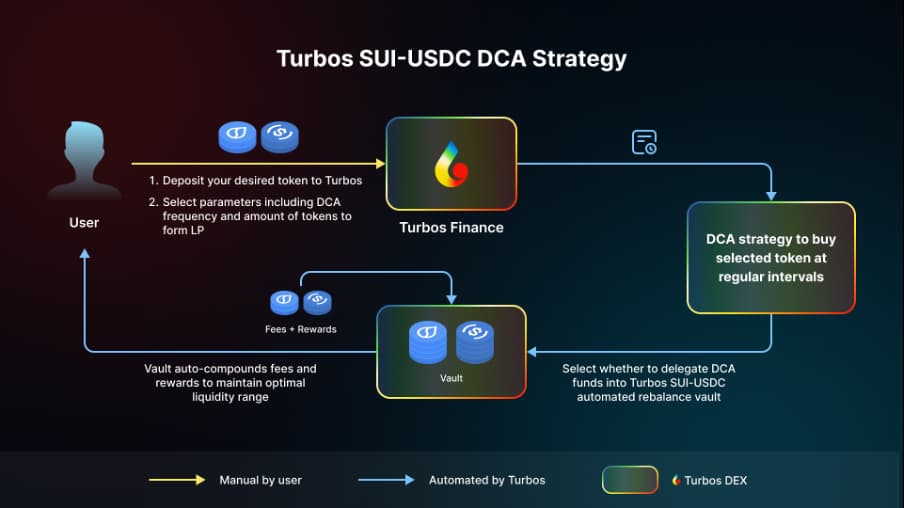 Turbos SUI-USDC DCA Strategy
1. Deposit your desired token to Turbos
2. Select parameters including DCA
frequency and amount of tokens to
form LP
User
Turbos Finance
DCA strategy to buy
selected token at
regular intervals
Fees + Rewards
Vault
Vault auto-compounds fees and
rewards to maintain optimal
liquidity range
Select whether to delegate DCA
funds into Turbos SUI-USDC
automated rebalance vault
Manual by user
Automated by Turbos
Turbos DEX